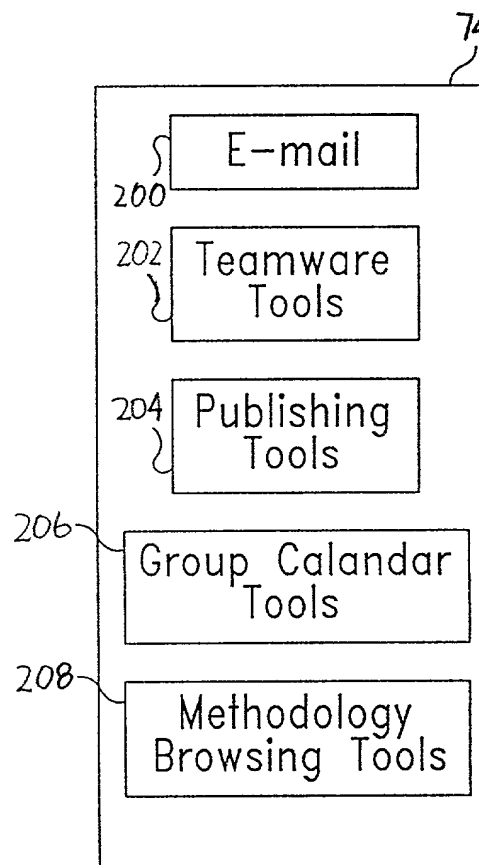 74
E-mail
200
202
Teamware
Tools
204
Publishing
Tools
206
Group Calandar
Tools
208
Methodology
Browsing Tools